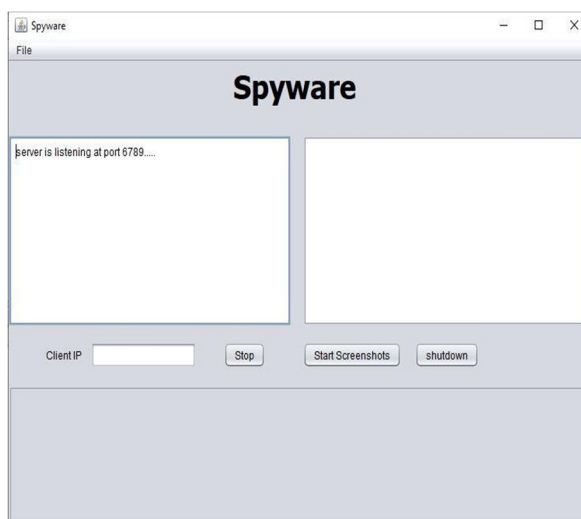 Spyware
File
Spyware
server is listening at port 6789.....
Client IP
Stop
Start Screenshots
shutdown